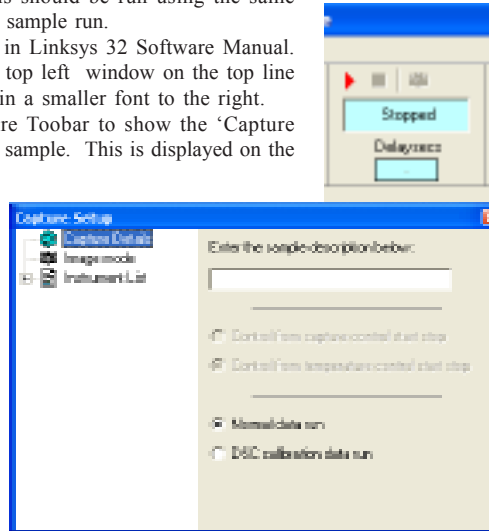 s should be run using the same
sample run.
in Linksys 32 Software Manual.
top left window on the top line
in a smaller font to the right.
re Toobar to show the ‘Capture
sample. This is displayed on the
Stopped
Delaysecs
Capture Setup
Capture Details
Image mode
Instrument List
Enter the sample description below:
Control from capture control start stop
Control from temperature control start stop
Normal data run
DSC calibration data run